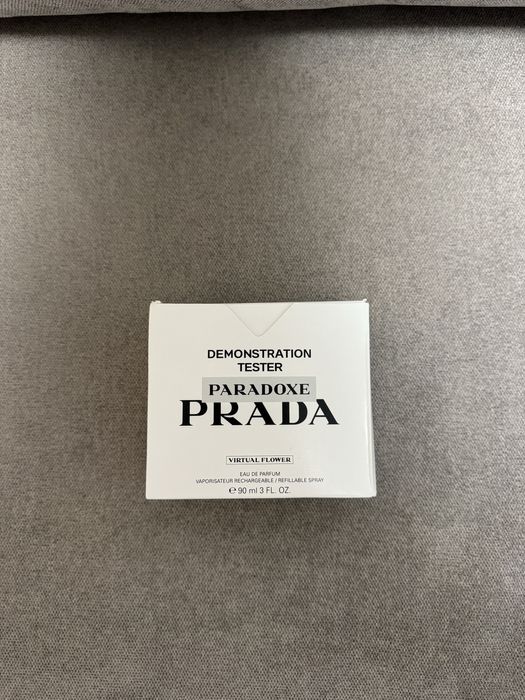 DEMONSTRATION
TESTER
PARADOXE
PRADA
VIRTUAL FLOWER
EAU DE PARFUM
VAPORISATEUR RECHARGEABLE / REFILLABLE SPRAY
℮ 90 ml 3 FL. OZ.